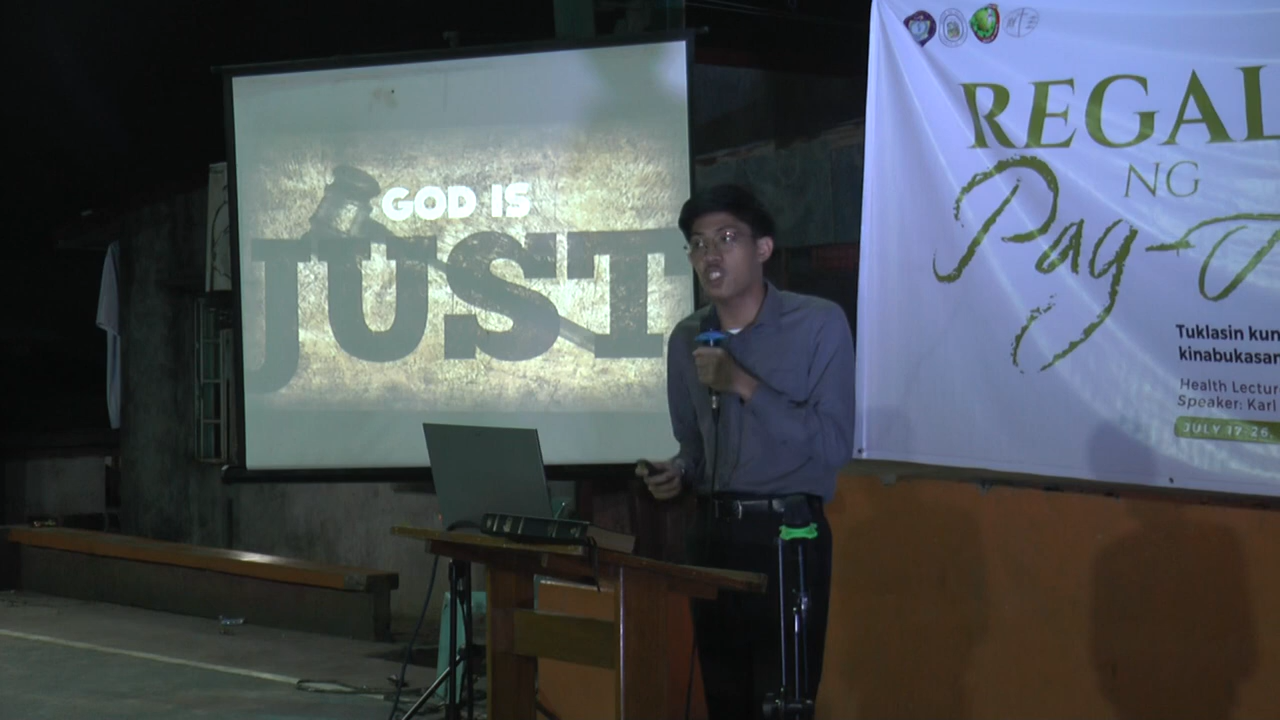 GOD IS
JUST
REGAL
NG
Pag-
Tuklasin kun
kinabukasan
Health Lectur
Speaker: Karl
JULY 17-26,